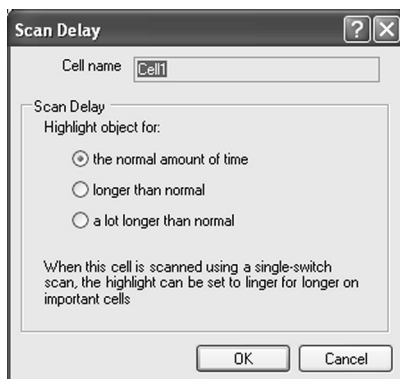 Scan Delay
Cell name Cell1
Scan Delay
Highlight object for:
the normal amount of time
longer than normal
a lot longer than normal
When this cell is scanned using a single-switch
scan, the highlight can be set to linger for longer on
important cells
OK Cancel